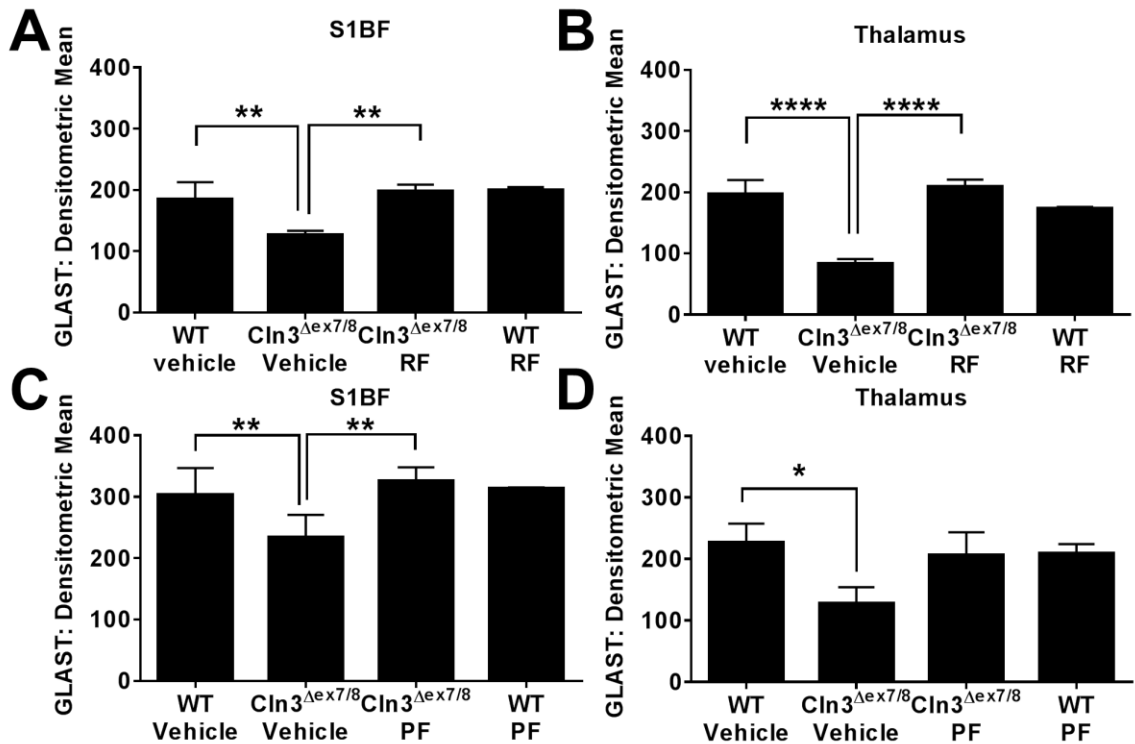 A
S1BF
GLAST: Densitometric Mean
400
300
200
100
0
**
**
WT
vehicle
Cln3Δex7/8
Vehicle
Cln3Δex7/8
RF
WT
RF
B
Thalamus
GLAST: Densitometric Mean
400
300
200
100
0
****
****
WT
vehicle
Cln3Δex7/8
Vehicle
Cln3Δex7/8
RF
WT
RF
C
S1BF
GLAST: Densitometric Mean
400
300
200
100
0
**
**
WT
Vehicle
Cln3Δex7/8
Vehicle
Cln3Δex7/8
PF
WT
PF
D
Thalamus
GLAST: Densitometric Mean
400
300
200
100
0
*
WT
Vehicle
Cln3Δex7/8
Vehicle
Cln3Δex7/8
PF
WT
PF